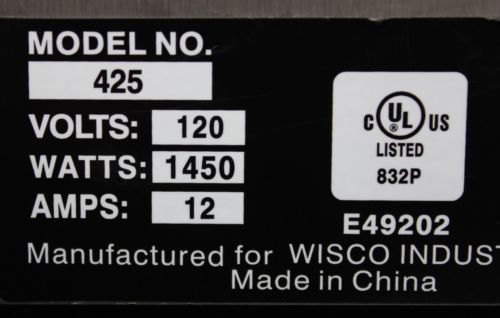 MODEL NO.
425
VOLTS: 120
WATTS: 1450
AMPS: 12
C UL US
®
LISTED
832P
E49202
Manufactured for WISCO INDUST
Made in China